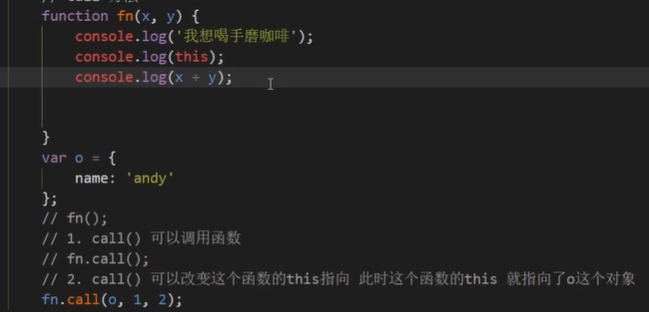 // call 方法
function fn(x, y) {
console.log('我想喝手磨咖啡');
console.log(this);
console.log(x + y);
}
var o = {
name: 'andy'
};
// fn();
// 1. call() 可以调用函数
// fn.call();
// 2. call() 可以改变这个函数的this指向 此时这个函数的this 就指向了o这个对象
fn.call(o, 1, 2);